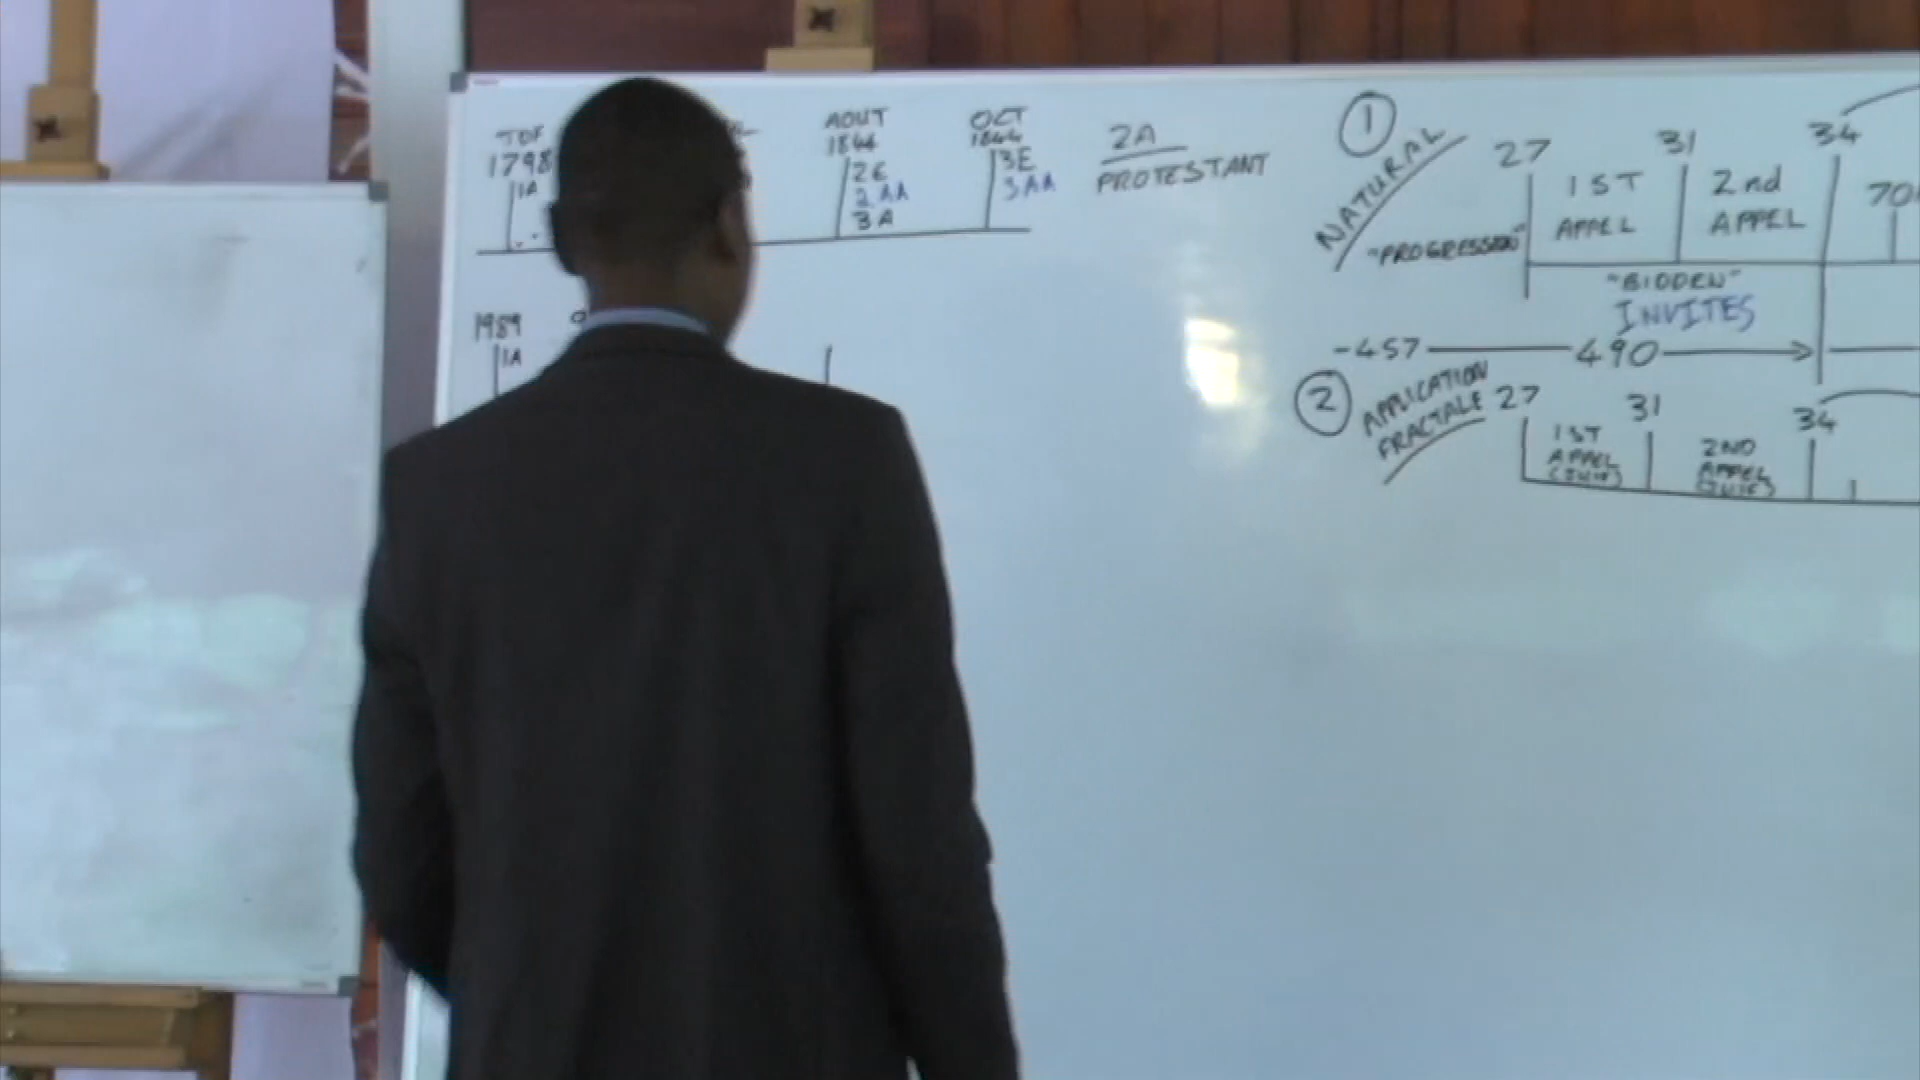 AOUT OCT
TDF 1844 1844
1798 2E 3E
1A 2AA 3AA
3A
2A
PROTESTANT
1989
1A
1
NATURAL
27 31 34
1ST 2nd
APPEL APPEL
"PROGRESSION"
"BIDDEN"
INVITES
-457 490
2 APPLICATION
FRACTALE
27 31 34
1ST 2ND
APPEL APPEL
(JUIF) (JUIF)